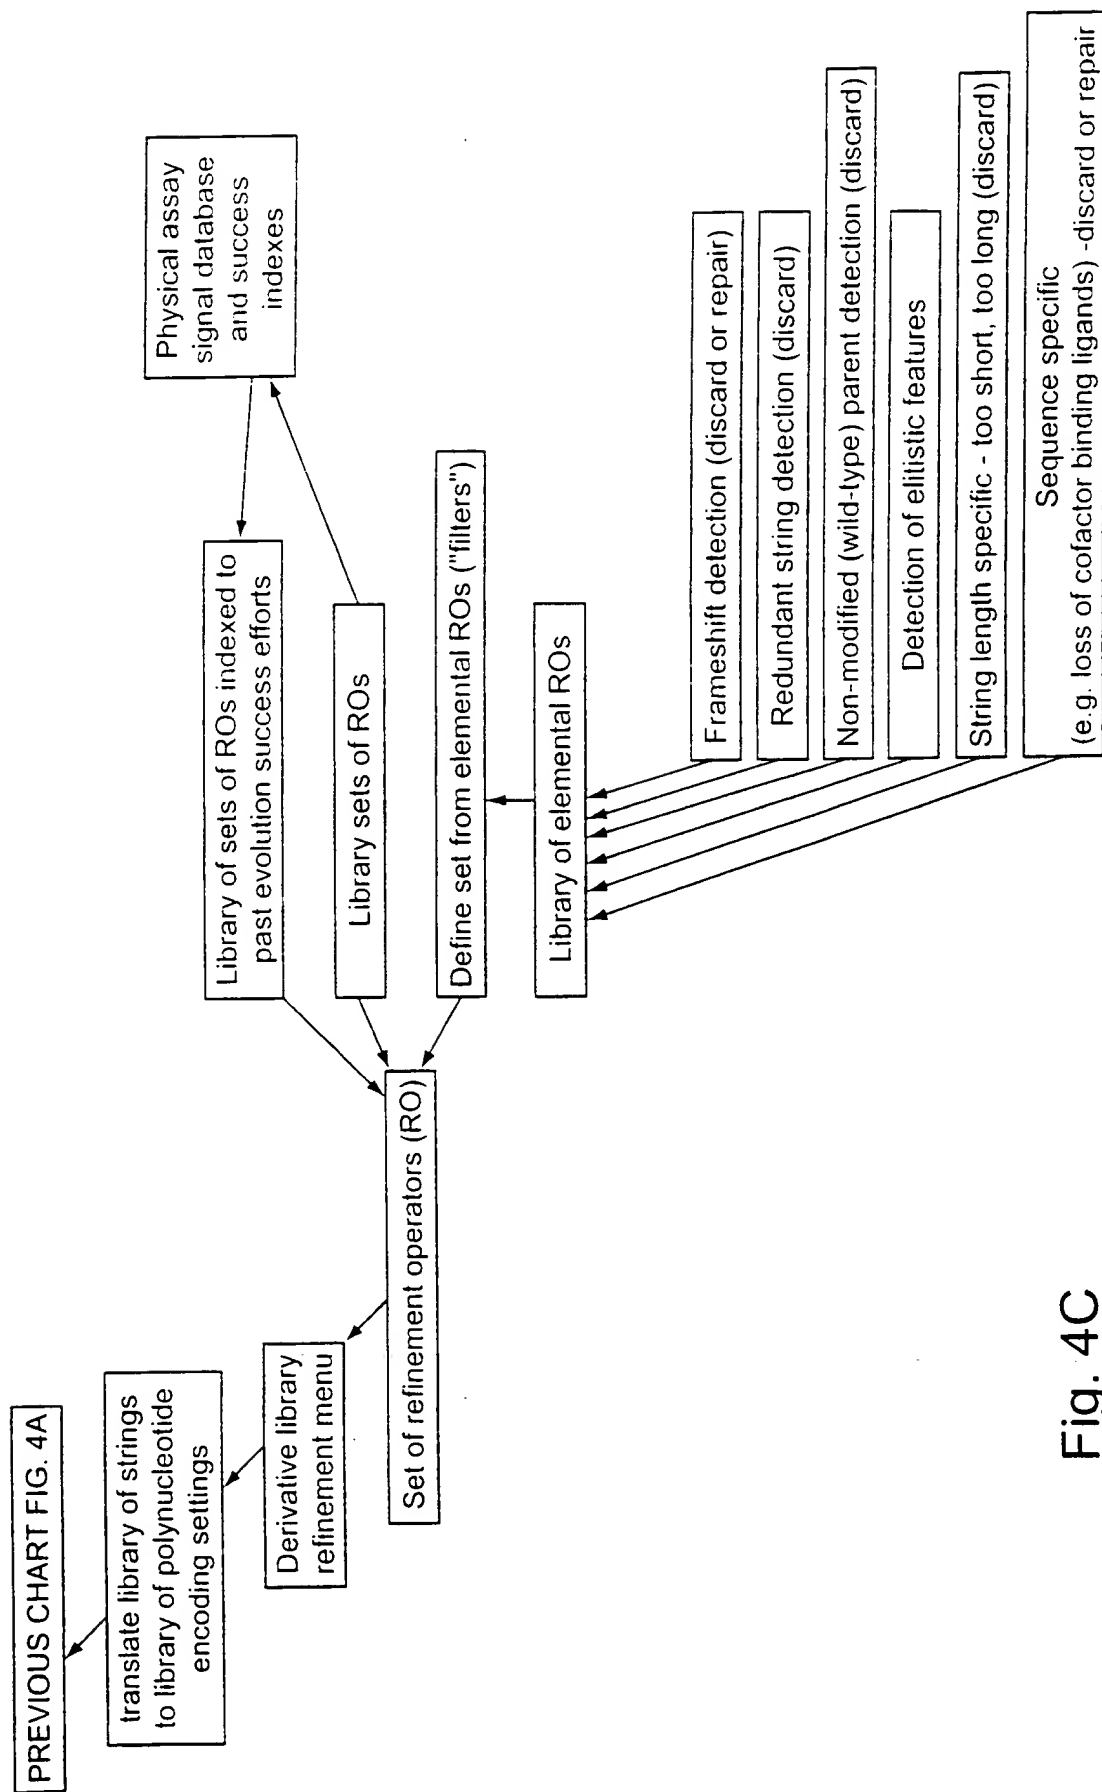 PREVIOUS CHART FIG. 4A
translate library of strings
to library of polynucleotide
encoding settings
Derivative library
refinement menu
Set of refinement operators (RO)
Library of sets of ROs indexed to
past evolution success efforts
Physical assay
signal database
and success
indexes
Library sets of ROs
Define set from elemental ROs ("filters")
Library of elemental ROs
Frameshift detection (discard or repair)
Redundant string detection (discard)
Non-modified (wild-type) parent detection (discard)
Detection of elitistic features
String length specific - too short, too long (discard)
Sequence specific
(e.g. loss of cofactor binding ligands) -discard or repair
Fig. 4C